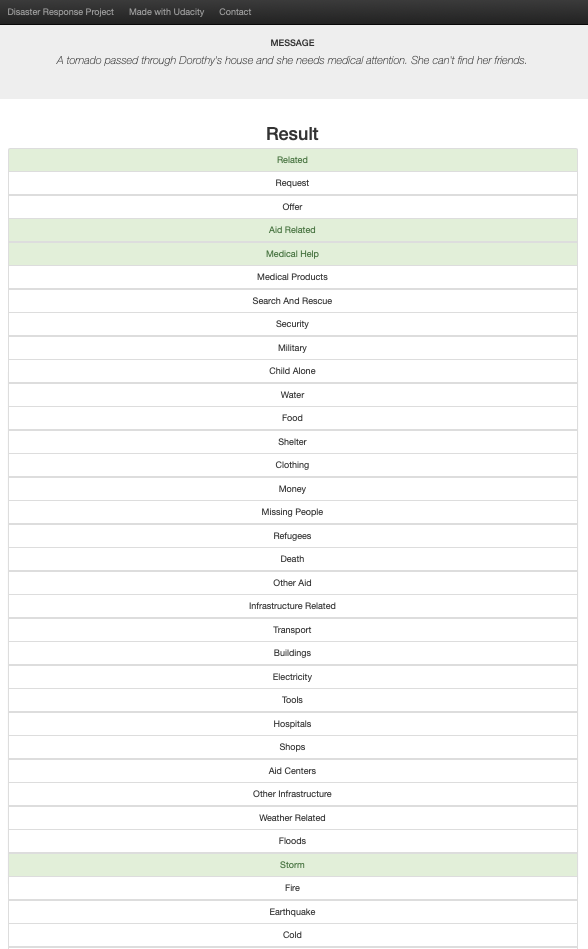 Disaster Response Project Made with Udacity Contact
MESSAGE
A tornado passed through Dorothy's house and she needs medical attention. She can't find her friends.
Result
Related
Request
Offer
Aid Related
Medical Help
Medical Products
Search And Rescue
Security
Military
Child Alone
Water
Food
Shelter
Clothing
Money
Missing People
Refugees
Death
Other Aid
Infrastructure Related
Transport
Buildings
Electricity
Tools
Hospitals
Shops
Aid Centers
Other Infrastructure
Weather Related
Floods
Storm
Fire
Earthquake
Cold